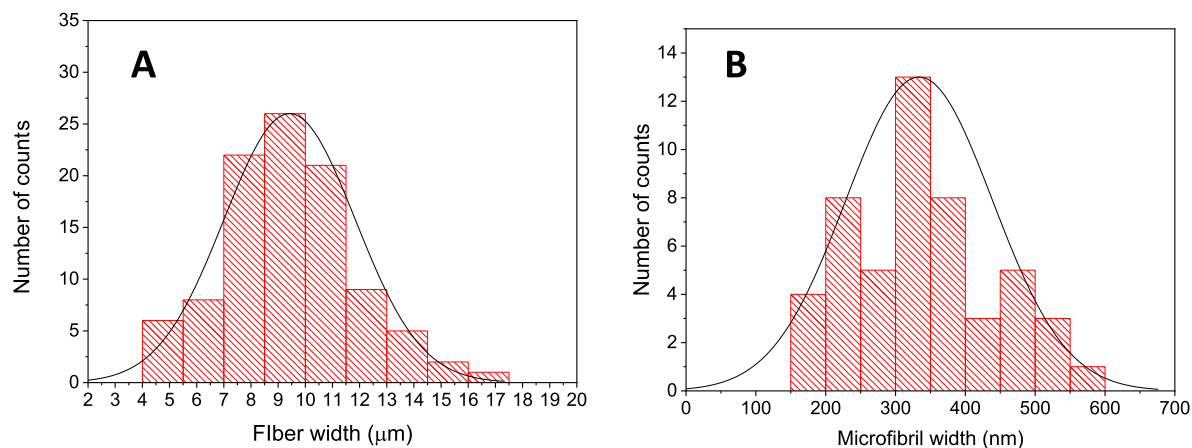 A
Number of counts
35
30
25
20
15
10
5
0
2 3 4 5 6 7 8 9 10 11 12 13 14 15 16 17 18 19 20
FIber width (μm)
B
Number of counts
14
12
10
8
6
4
2
0
0 100 200 300 400 500 600 700
Microfibril width (nm)